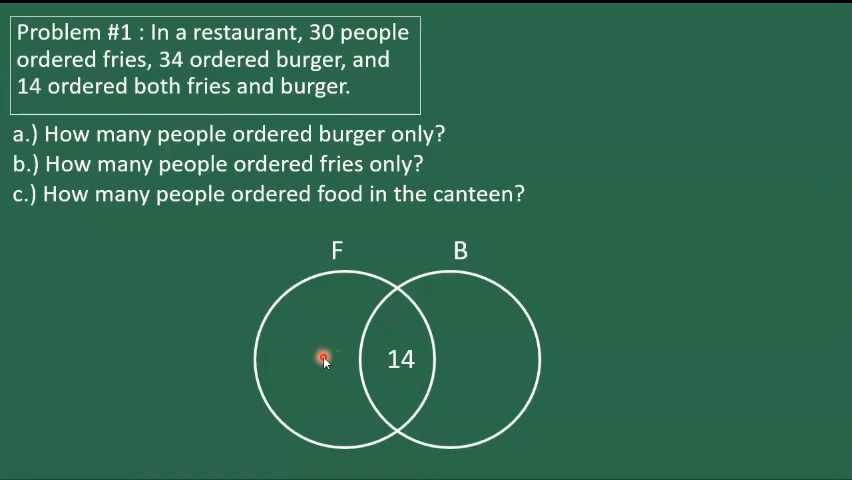 Problem #1 : In a restaurant, 30 people
ordered fries, 34 ordered burger, and
14 ordered both fries and burger.
a.) How many people ordered burger only?
b.) How many people ordered fries only?
c.) How many people ordered food in the canteen?
F B
14